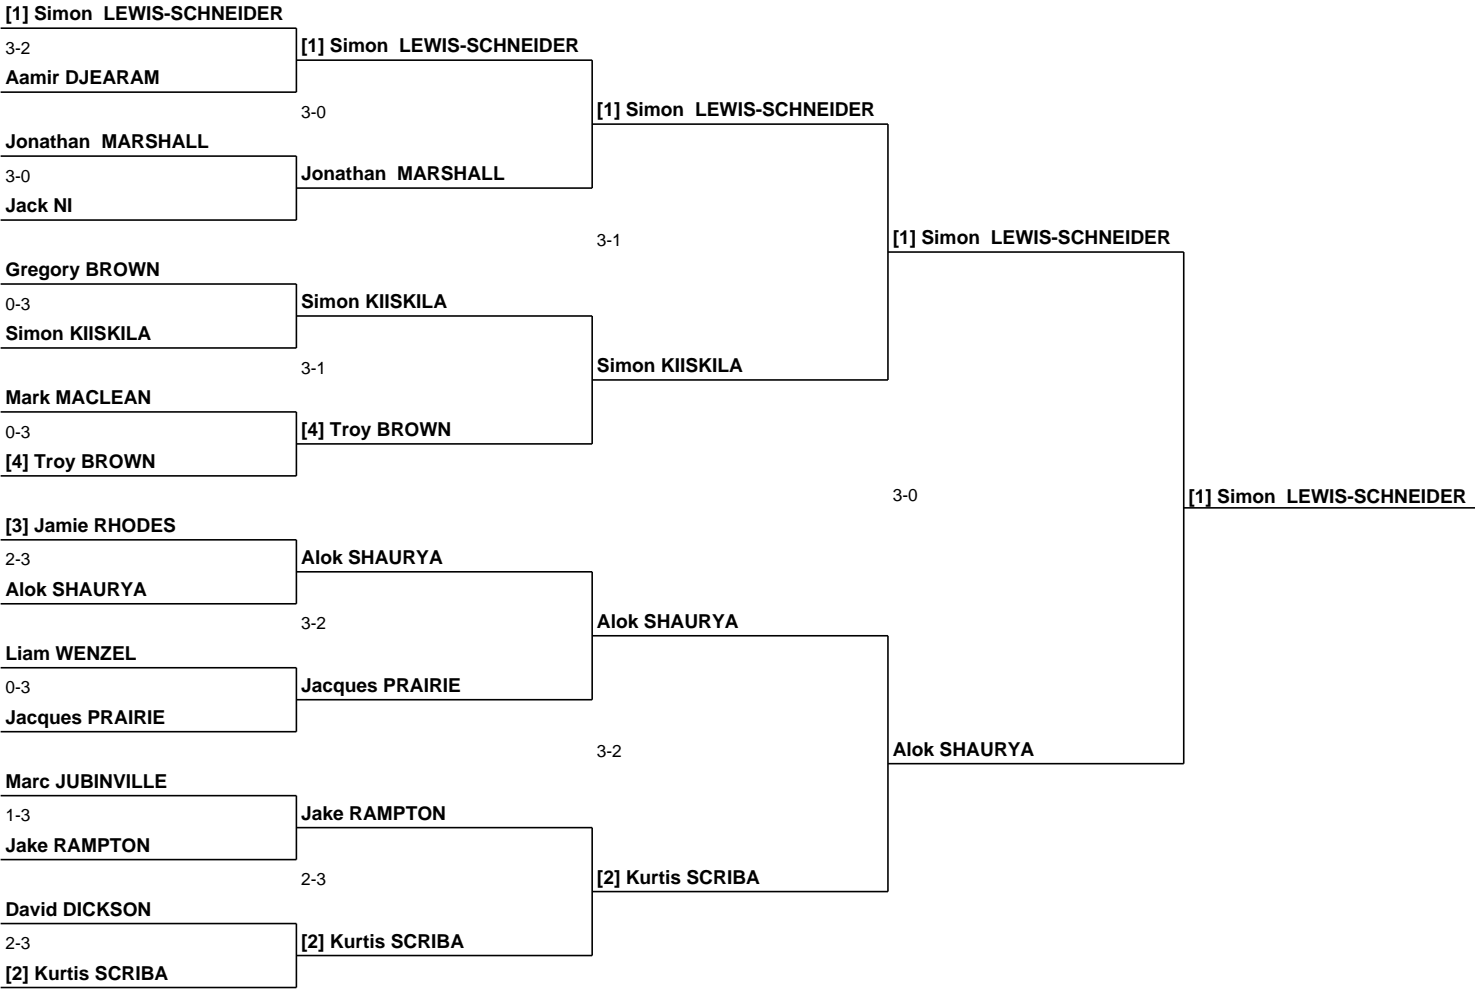 [1] Simon  LEWIS-SCHNEIDER
3-2
Aamir DJEARAM
Jonathan  MARSHALL
3-0
Jack NI
Gregory BROWN
0-3
Simon KIISKILA
Mark MACLEAN
0-3
[4] Troy BROWN
[3] Jamie RHODES
2-3
Alok SHAURYA
Liam WENZEL
0-3
Jacques PRAIRIE
Marc JUBINVILLE
1-3
Jake RAMPTON
David DICKSON
2-3
[2] Kurtis SCRIBA
[1] Simon  LEWIS-SCHNEIDER
3-0
Jonathan  MARSHALL
Simon KIISKILA
3-1
[4] Troy BROWN
Alok SHAURYA
3-2
Jacques PRAIRIE
Jake RAMPTON
2-3
[2] Kurtis SCRIBA
[1] Simon  LEWIS-SCHNEIDER
3-1
Simon KIISKILA
Alok SHAURYA
3-2
[2] Kurtis SCRIBA
[1] Simon  LEWIS-SCHNEIDER
3-0
Alok SHAURYA
[1] Simon  LEWIS-SCHNEIDER